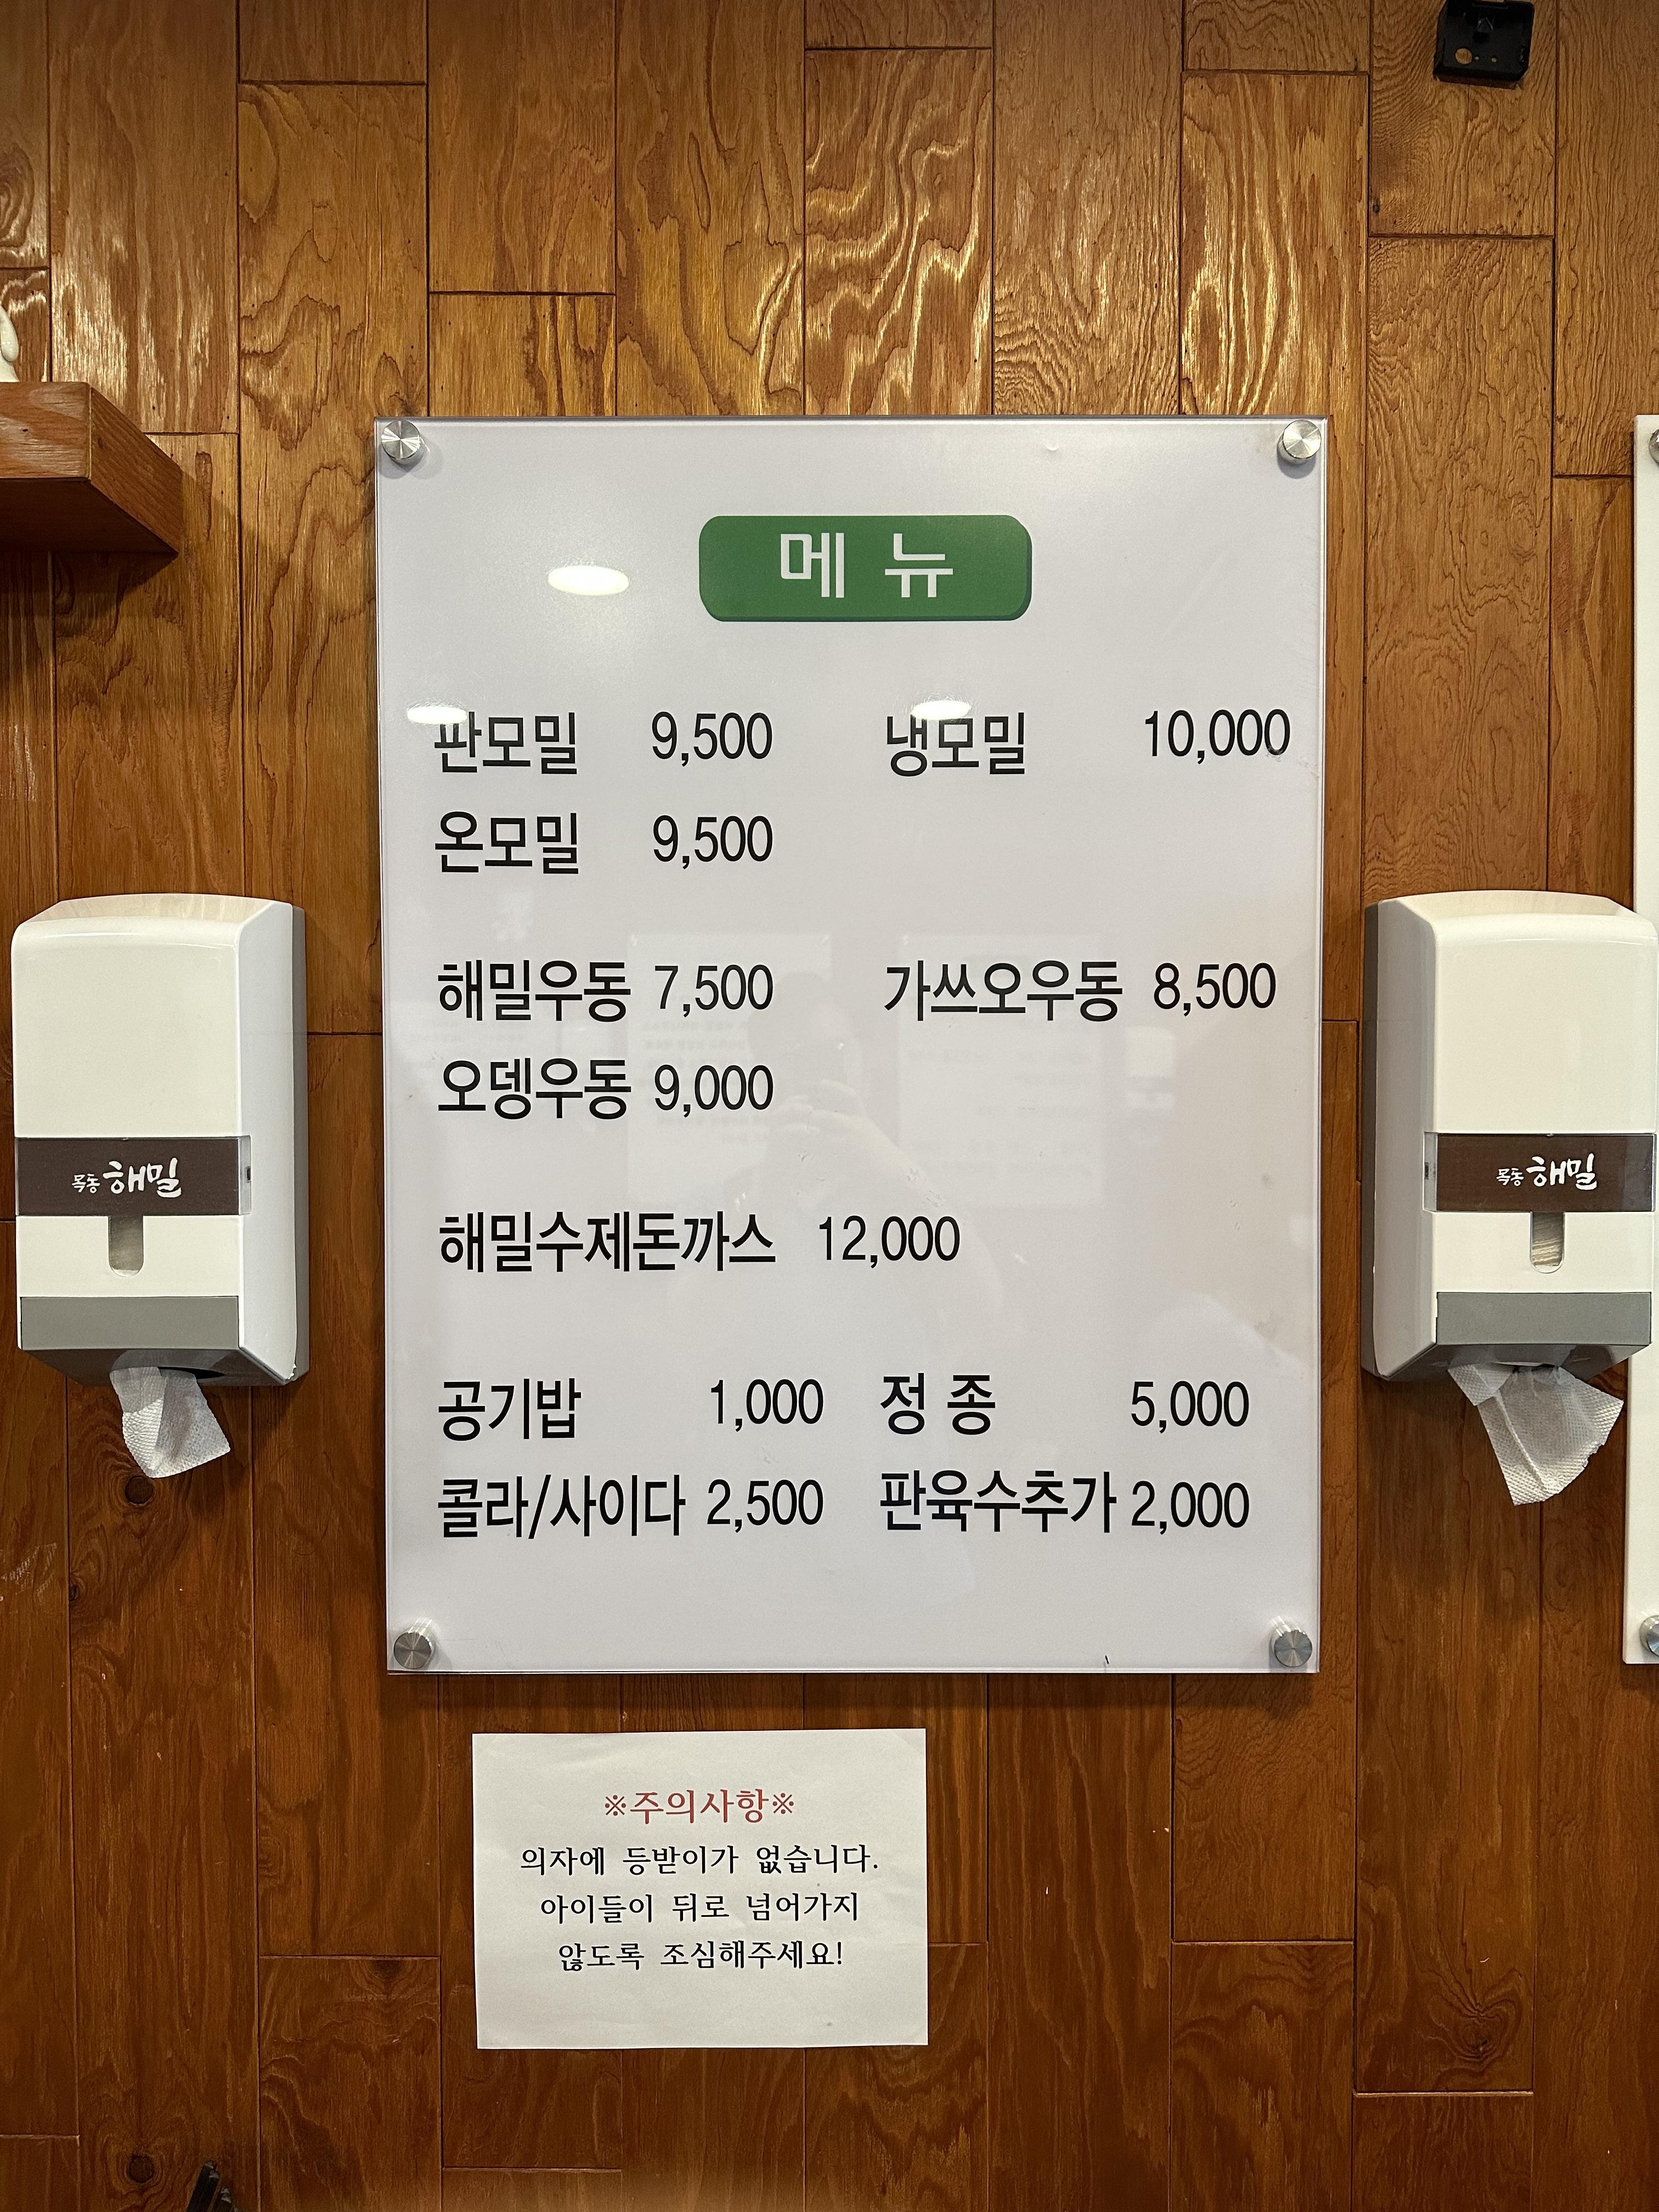 메 뉴
판모밀 9,500 냉모밀 10,000
온모밀 9,500
해밀우동 7,500 가쓰오우동 8,500
오뎅우동 9,000
해밀수제돈까스 12,000
공기밥 1,000 정 종 5,000
콜라/사이다 2,500 판육수추가 2,000
목동 해밀
목동 해밀
※주의사항※
의자에 등받이가 없습니다.
아이들이 뒤로 넘어가지
않도록 조심해주세요!